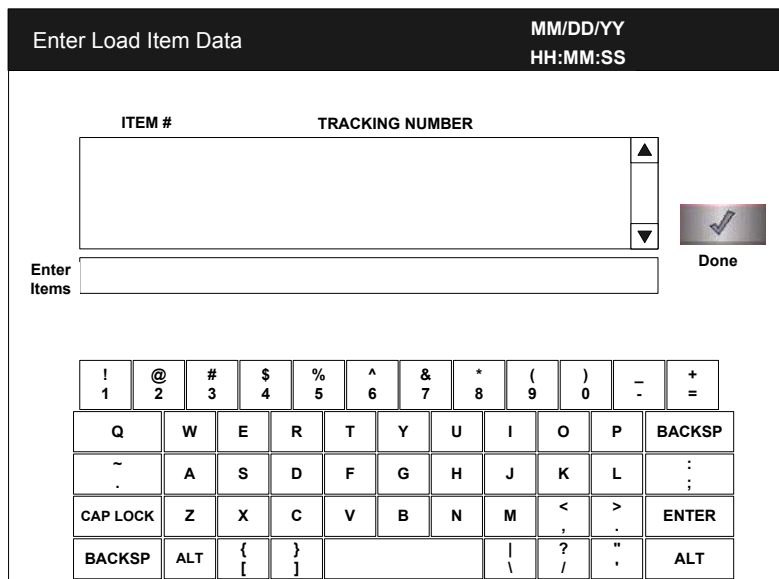 Enter Load Item Data
MM/DD/YY
HH:MM:SS
ITEM # TRACKING NUMBER
Done
Enter
Items
! @ # $ % ^ & * ( ) _ +
1 2 3 4 5 6 7 8 9 0 - =
Q W E R T Y U I O P BACKSP
~ :
. A S D F G H J K L ;
CAP LOCK Z X C V B N M < > ENTER
, .
BACKSP ALT { } | ? " ALT
[ ] \ / '